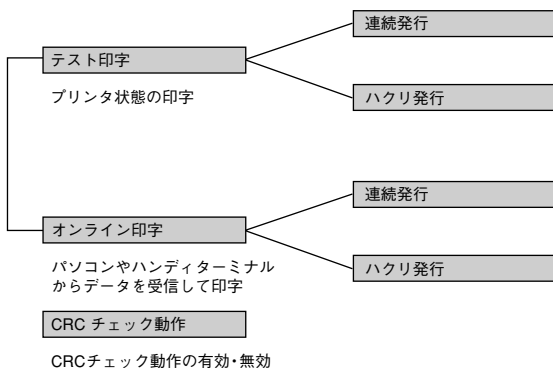 連続発行
テスト印字
プリンタ状態の印字
ハクリ発行
連続発行
オンライン印字
パソコンやハンディターミナル
からデータを受信して印字
ハクリ発行
CRC チェック動作
CRCチェック動作の有効・無効